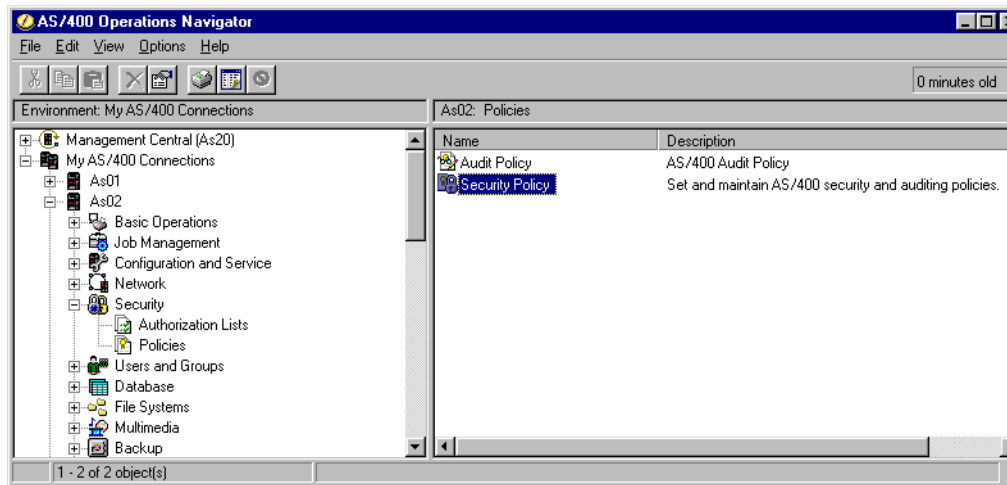 AS/400 Operations Navigator
File Edit View Options Help
0 minutes old
Environment: My AS/400 Connections
As02: Policies
Management Central (As20)
My AS/400 Connections
As01
As02
Basic Operations
Job Management
Configuration and Service
Network
Security
Authorization Lists
Policies
Users and Groups
Database
File Systems
Multimedia
Backup
Name Description
Audit Policy AS/400 Audit Policy
Security Policy Set and maintain AS/400 security and auditing policies.
1 - 2 of 2 object(s)